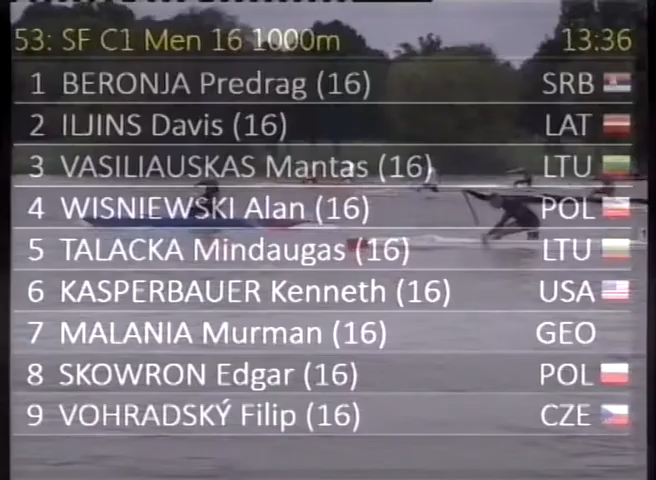 53: SF C1 Men 16 1000m 13:36
1 BERONJA Predrag (16) SRB
2 ILJINS Davis (16) LAT
3 VASILIAUSKAS Mantas (16) LTU
4 WISNIEWSKI Alan (16) POL
5 TALACKA Mindaugas (16) LTU
6 KASPERBAUER Kenneth (16) USA
7 MALANIA Murman (16) GEO
8 SKOWRON Edgar (16) POL
9 VOHRADSKÝ Filip (16) CZE